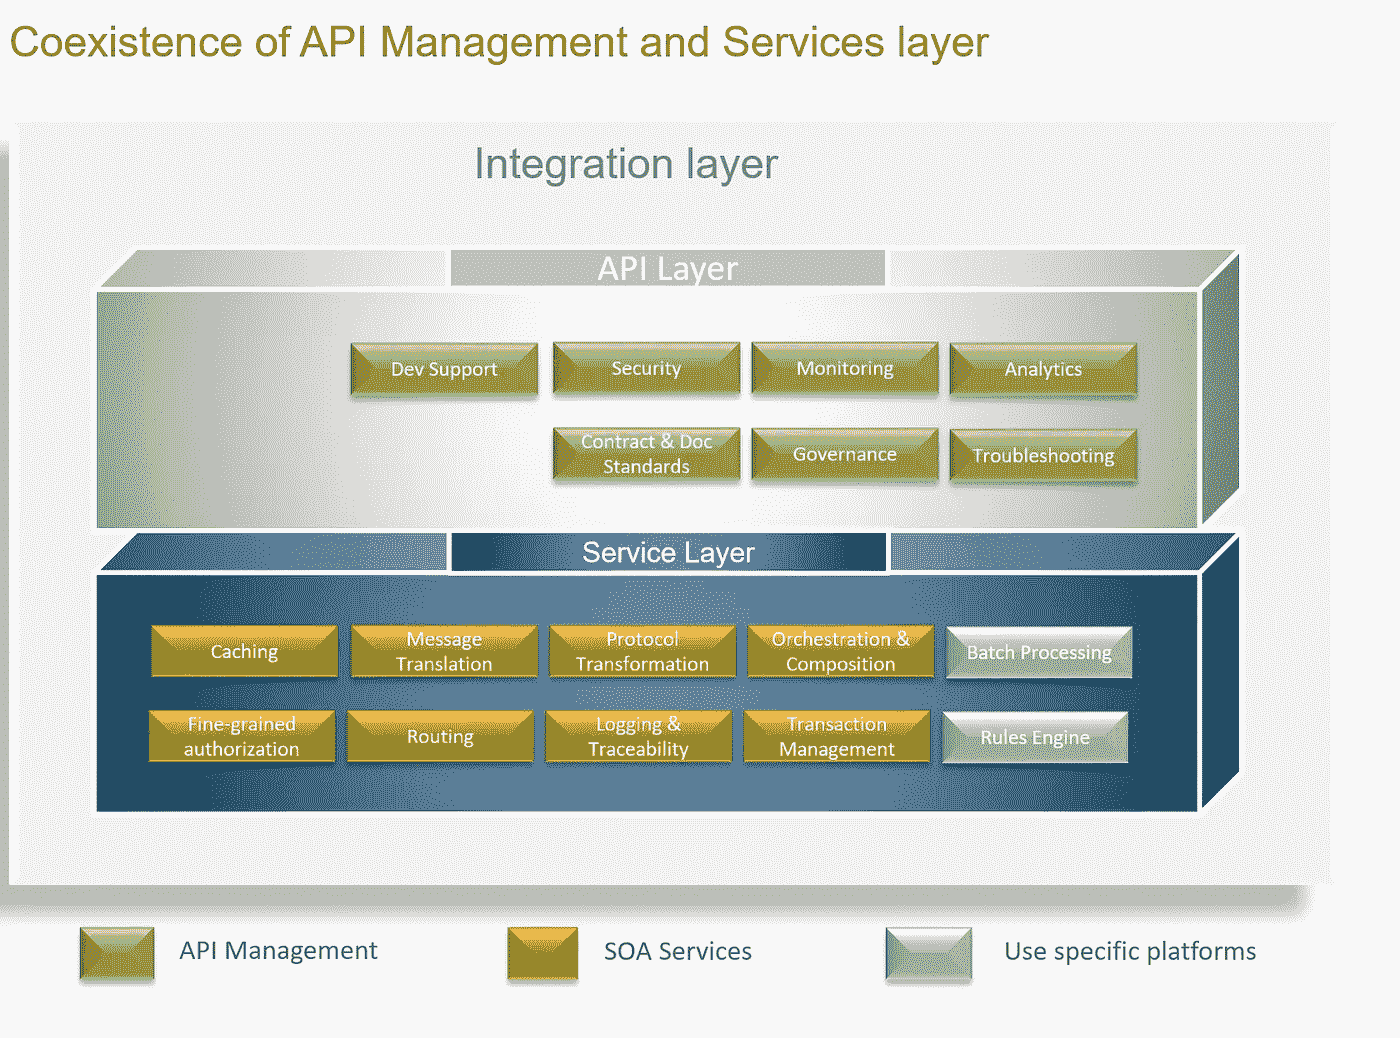 Coexistence of API Management and Services layer
Integration layer
API Layer
Dev Support
Security
Monitoring
Analytics
Contract & Doc
Standards
Governance
Troubleshooting
Service Layer
Caching
Message
Translation
Protocol
Transformation
Orchestration &
Composition
Batch Processing
Fine-grained
authorization
Routing
Logging &
Traceability
Transaction
Management
Rules Engine
API Management
SOA Services
Use specific platforms